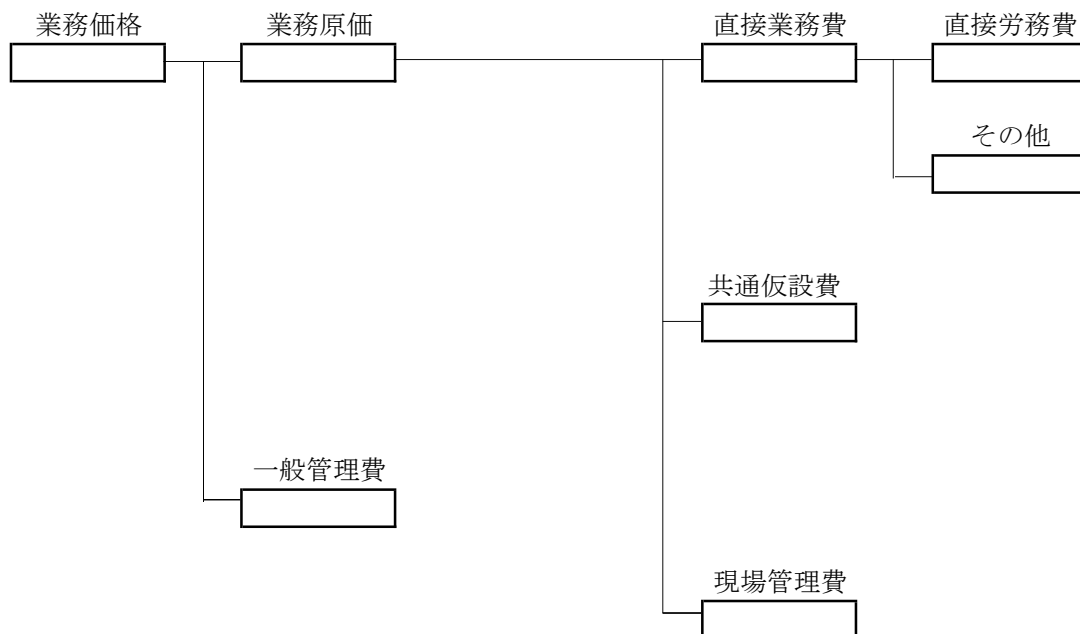 業務価格
業務原価
直接業務費
直接労務費
その他
共通仮設費
一般管理費
現場管理費